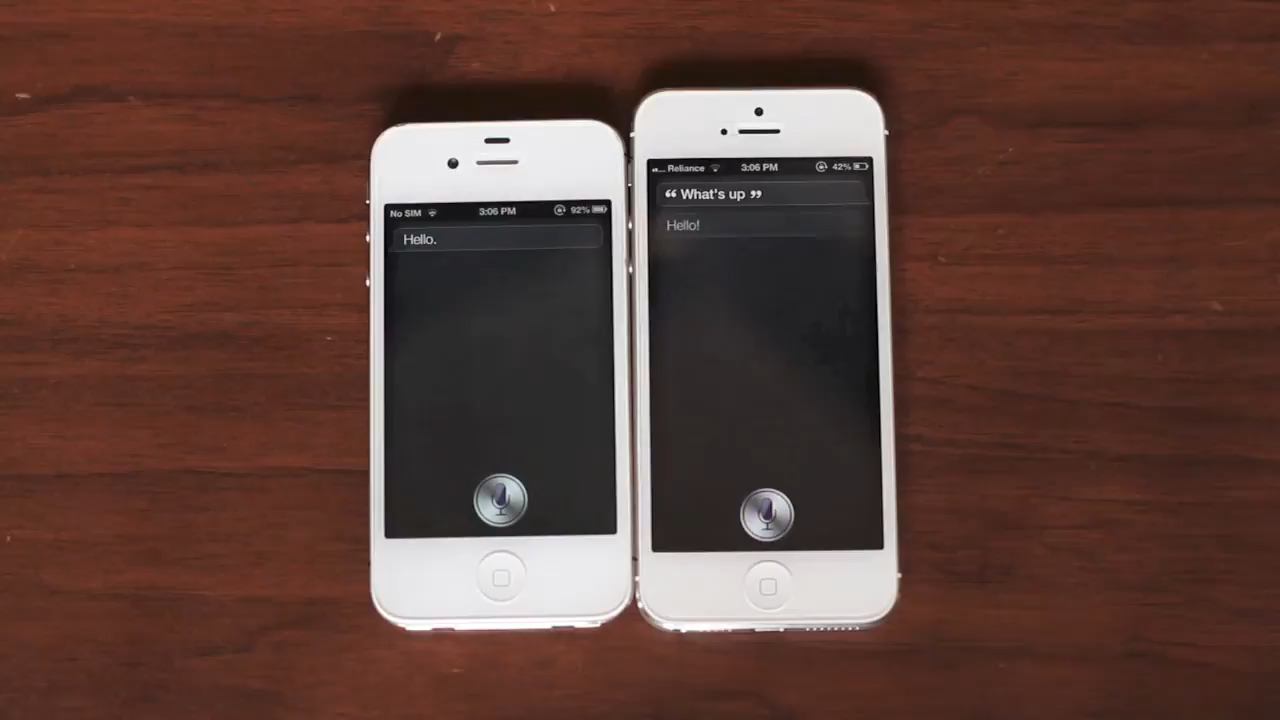 No SIM 3:06 PM 92%
Hello.
Reliance 3:06 PM 42%
“ What's up ”
Hello!